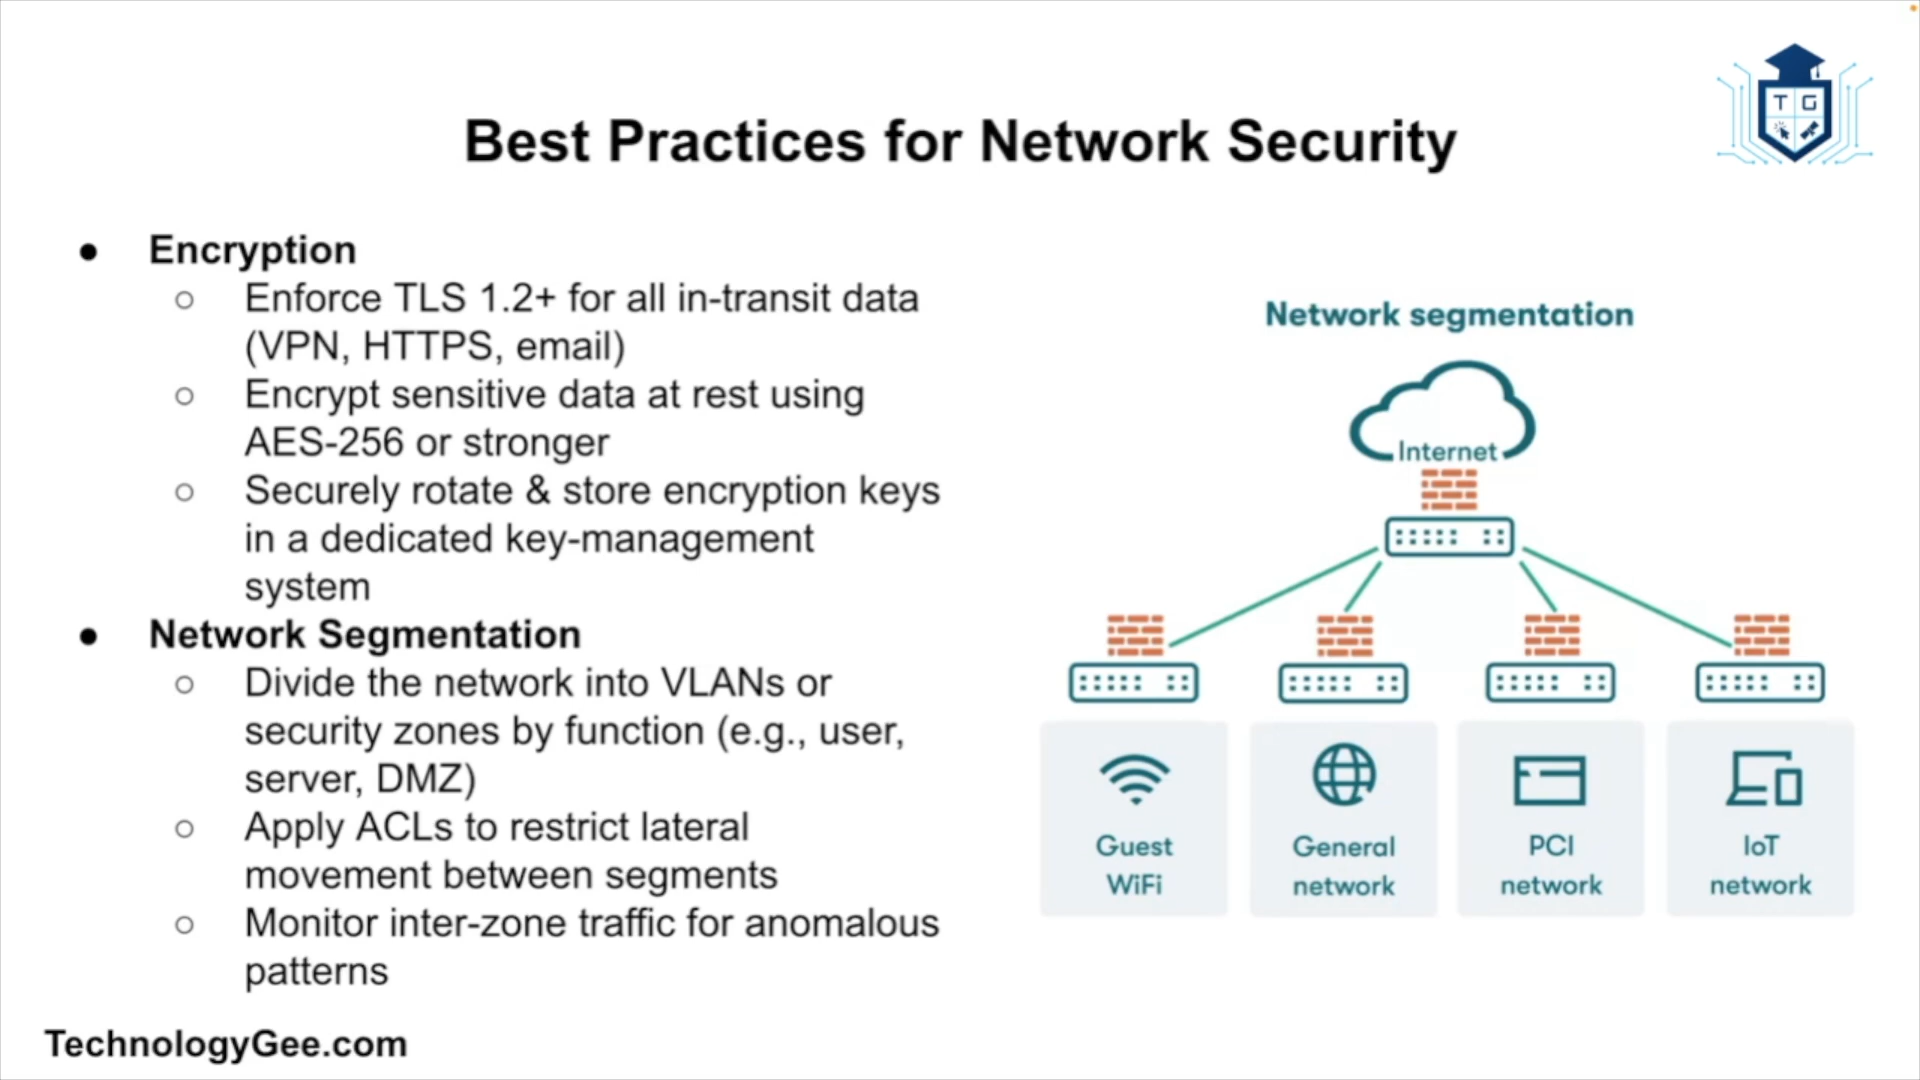 T G
Best Practices for Network Security
● Encryption
○ Enforce TLS 1.2+ for all in-transit data
(VPN, HTTPS, email)
○ Encrypt sensitive data at rest using
AES-256 or stronger
○ Securely rotate & store encryption keys
in a dedicated key-management
system
● Network Segmentation
○ Divide the network into VLANs or
security zones by function (e.g., user,
server, DMZ)
○ Apply ACLs to restrict lateral
movement between segments
○ Monitor inter-zone traffic for anomalous
patterns
Network segmentation
Internet
Guest
WiFi
General
network
PCI
network
IoT
network
TechnologyGee.com